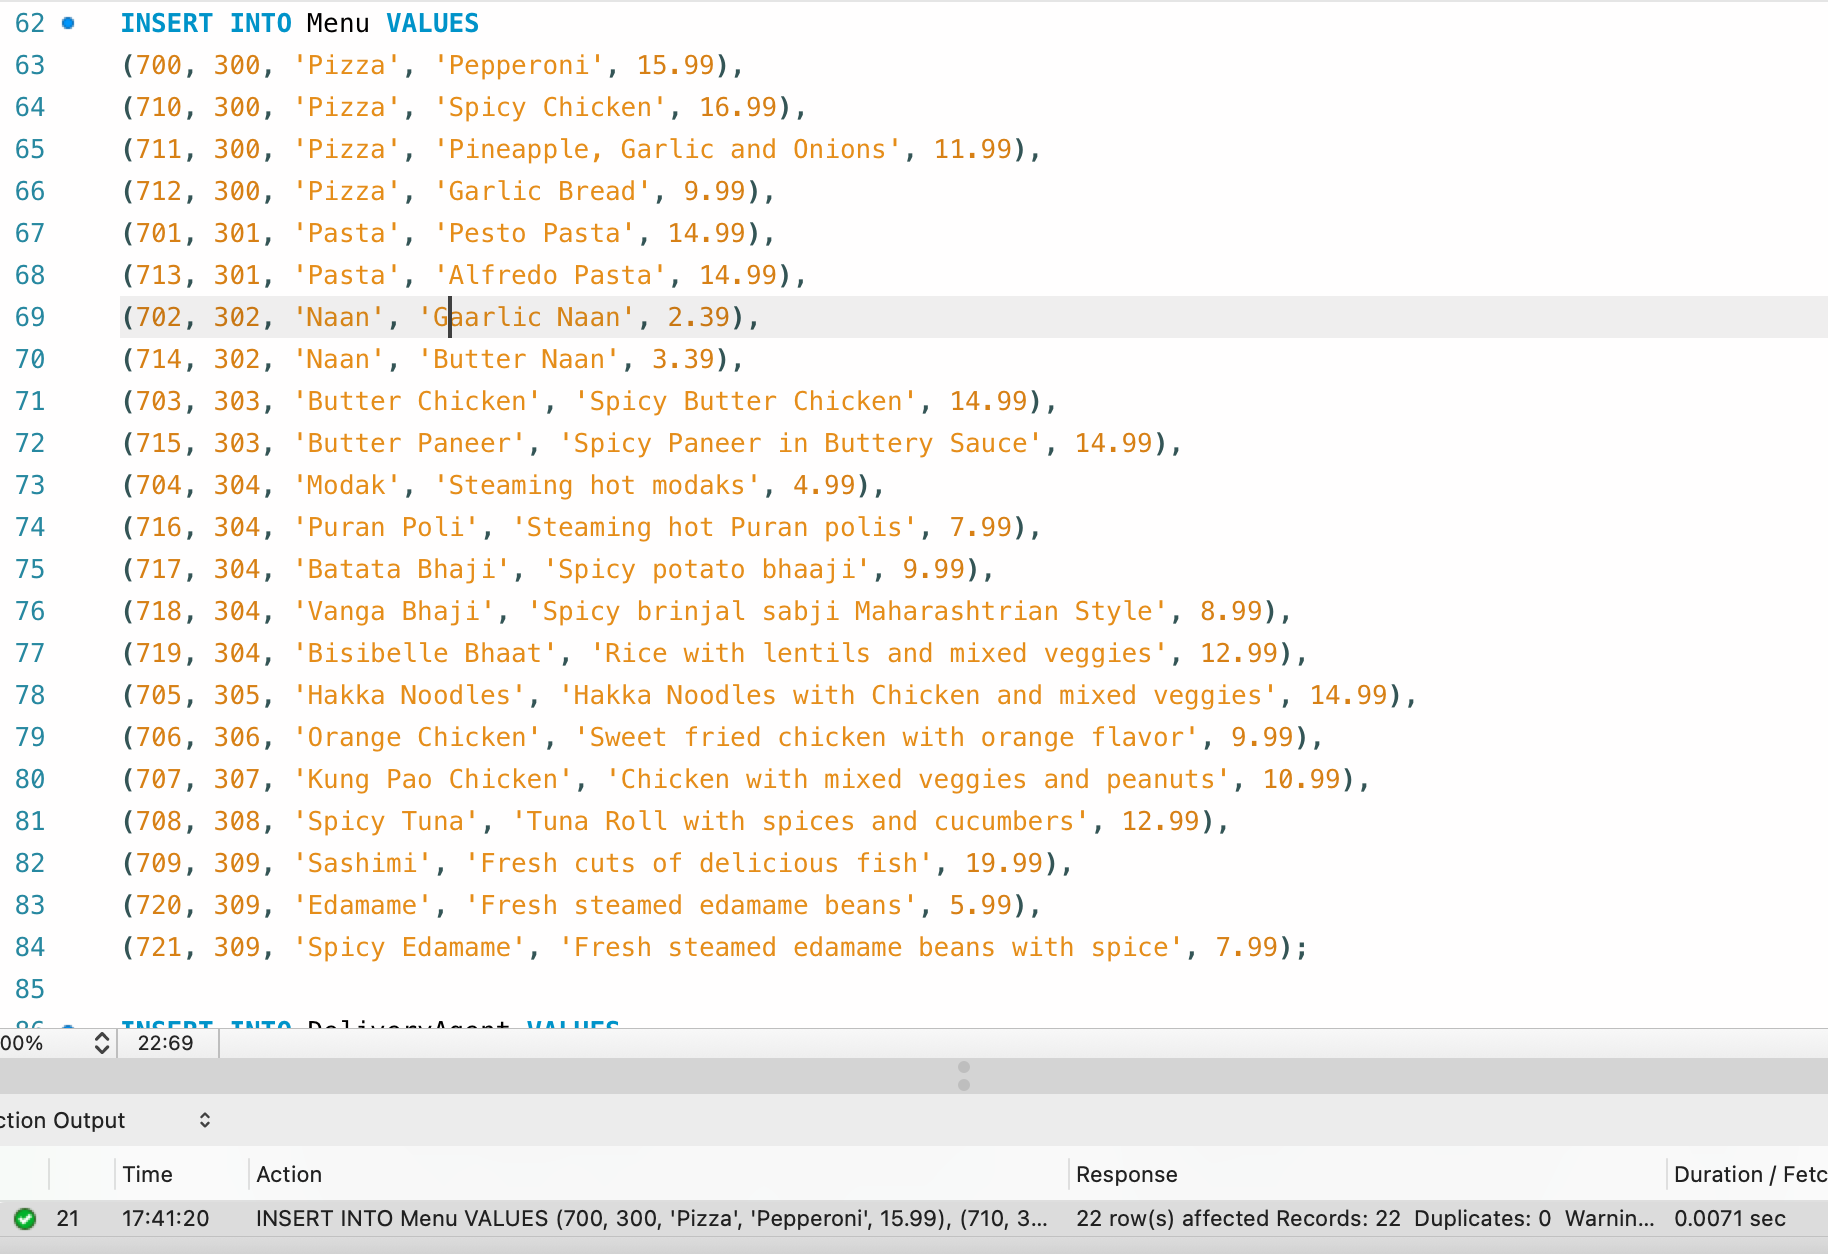 62 INSERT INTO Menu VALUES
63 (700, 300, 'Pizza', 'Pepperoni', 15.99),
64 (710, 300, 'Pizza', 'Spicy Chicken', 16.99),
65 (711, 300, 'Pizza', 'Pineapple, Garlic and Onions', 11.99),
66 (712, 300, 'Pizza', 'Garlic Bread', 9.99),
67 (701, 301, 'Pasta', 'Pesto Pasta', 14.99),
68 (713, 301, 'Pasta', 'Alfredo Pasta', 14.99),
69 (702, 302, 'Naan', 'Gaarlic Naan', 2.39),
70 (714, 302, 'Naan', 'Butter Naan', 3.39),
71 (703, 303, 'Butter Chicken', 'Spicy Butter Chicken', 14.99),
72 (715, 303, 'Butter Paneer', 'Spicy Paneer in Buttery Sauce', 14.99),
73 (704, 304, 'Modak', 'Steaming hot modaks', 4.99),
74 (716, 304, 'Puran Poli', 'Steaming hot Puran polis', 7.99),
75 (717, 304, 'Batata Bhaji', 'Spicy potato bhaaji', 9.99),
76 (718, 304, 'Vanga Bhaji', 'Spicy brinjal sabji Maharashtrian Style', 8.99),
77 (719, 304, 'Bisibelle Bhaat', 'Rice with lentils and mixed veggies', 12.99),
78 (705, 305, 'Hakka Noodles', 'Hakka Noodles with Chicken and mixed veggies', 14.99),
79 (706, 306, 'Orange Chicken', 'Sweet fried chicken with orange flavor', 9.99),
80 (707, 307, 'Kung Pao Chicken', 'Chicken with mixed veggies and peanuts', 10.99),
81 (708, 308, 'Spicy Tuna', 'Tuna Roll with spices and cucumbers', 12.99),
82 (709, 309, 'Sashimi', 'Fresh cuts of delicious fish', 19.99),
83 (720, 309, 'Edamame', 'Fresh steamed edamame beans', 5.99),
84 (721, 309, 'Spicy Edamame', 'Fresh steamed edamame beans with spice', 7.99);
85
86 INSERT INTO DeliveryAgent VALUES
00% 22:69
ction Output
Time Action Response Duration / Fetc
21 17:41:20 INSERT INTO Menu VALUES (700, 300, 'Pizza', 'Pepperoni', 15.99), (710, 3... 22 row(s) affected Records: 22 Duplicates: 0 Warnin... 0.0071 sec